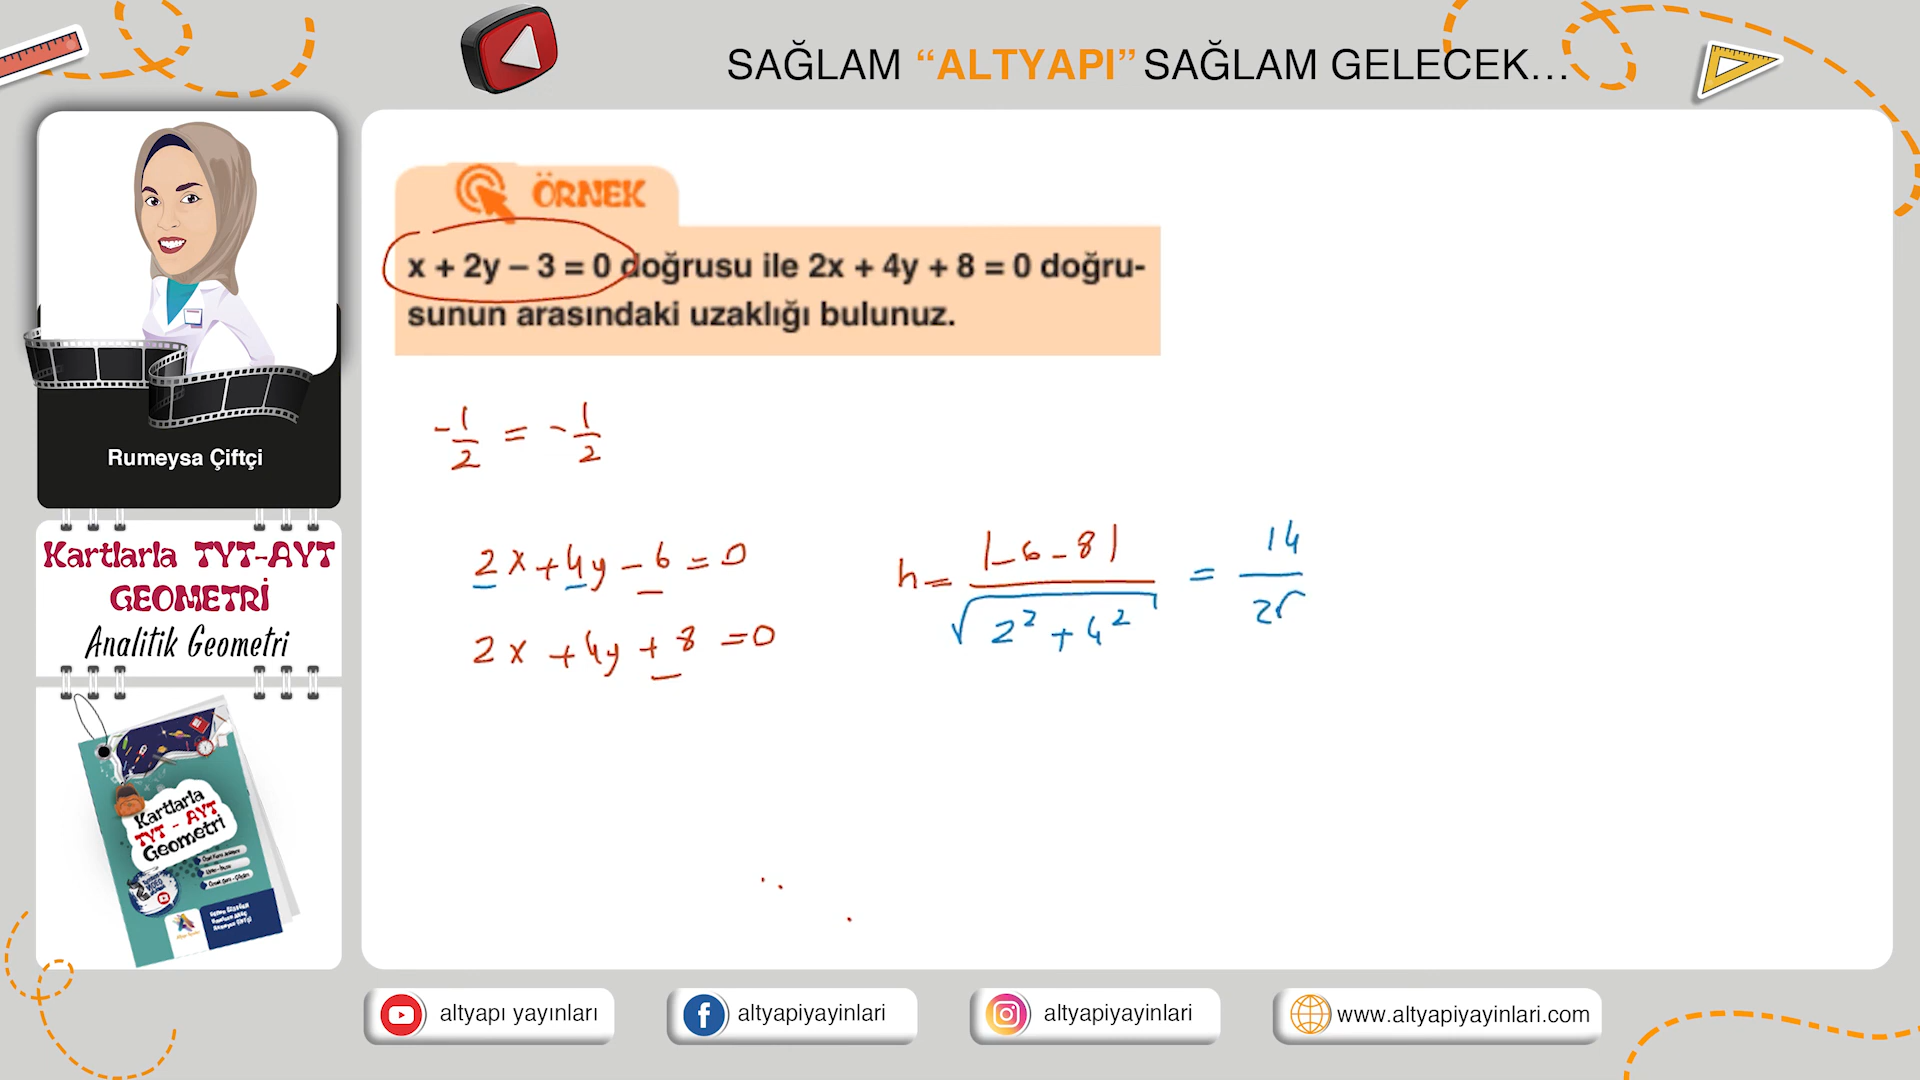 SAĞLAM “ALTYAPI” SAĞLAM GELECEK...
ÖRNEK
x + 2y – 3 = 0 doğrusu ile 2x + 4y + 8 = 0 doğru-
sunun arasındaki uzaklığı bulunuz.
-1/2 = -1/2
2x+4y-6=0
2x+4y+8=0
h= |-6-8| / √(2²+4²) = 14 / 2√
Rumeysa Çiftçi
Kartlarla TYT-AYT
GEOMETRİ
Analitik Geometri
Kartlarla
TYT - AYT
Geometri
altyapı yayınları
altyapiyayinlari
altyapiyayinlari
www.altyapiyayinlari.com